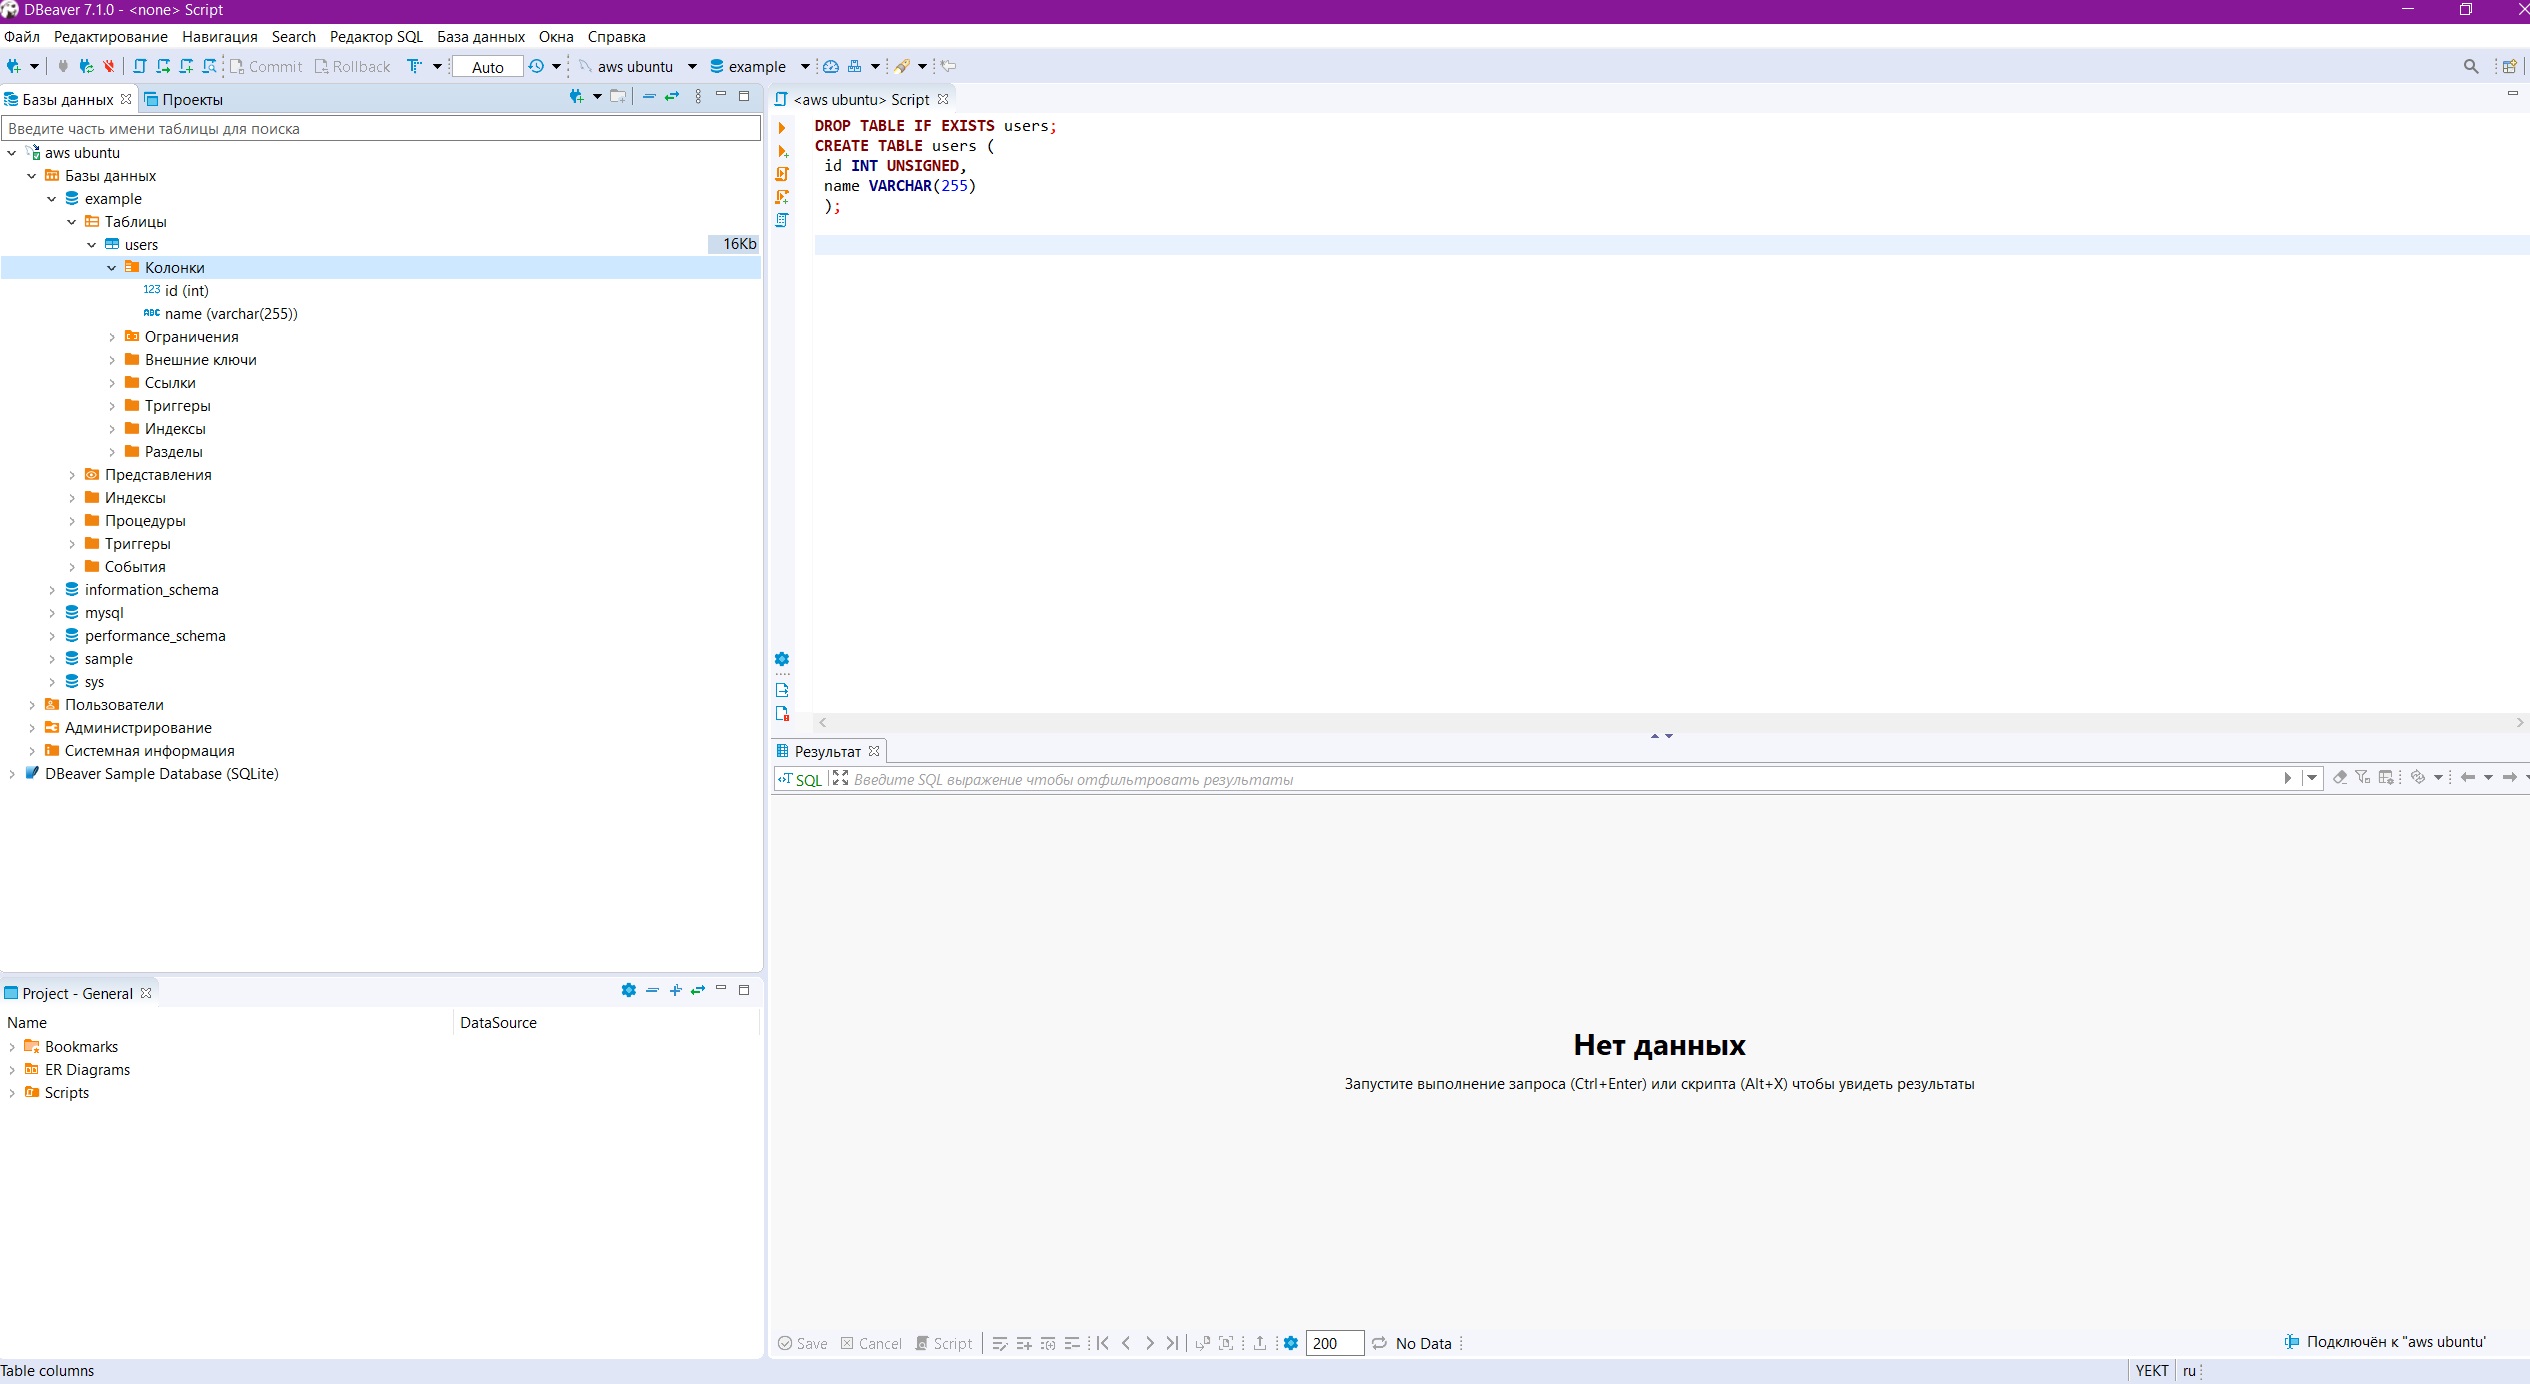 DBeaver 7.1.0 - <none> Script
Файл Редактирование Навигация Search Редактор SQL База данных Окна Справка
Commit Rollback Auto aws ubuntu example
Базы данных Проекты
Введите часть имени таблицы для поиска
aws ubuntu
Базы данных
example
Таблицы
users 16Kb
Колонки
123 id (int)
ABC name (varchar(255))
Ограничения
Внешние ключи
Ссылки
Триггеры
Индексы
Разделы
Представления
Индексы
Процедуры
Триггеры
События
information_schema
mysql
performance_schema
sample
sys
Пользователи
Администрирование
Системная информация
DBeaver Sample Database (SQLite)
Project - General
Name DataSource
Bookmarks
ER Diagrams
Scripts
<aws ubuntu> Script
DROP TABLE IF EXISTS users;
CREATE TABLE users (
id INT UNSIGNED,
name VARCHAR(255)
);
Результат
SQL Введите SQL выражение чтобы отфильтровать результаты
Нет данных
Запустите выполнение запроса (Ctrl+Enter) или скрипта (Alt+X) чтобы увидеть результаты
Save Cancel Script 200 No Data Подключён к "aws ubuntu'
Table columns YEKT ru